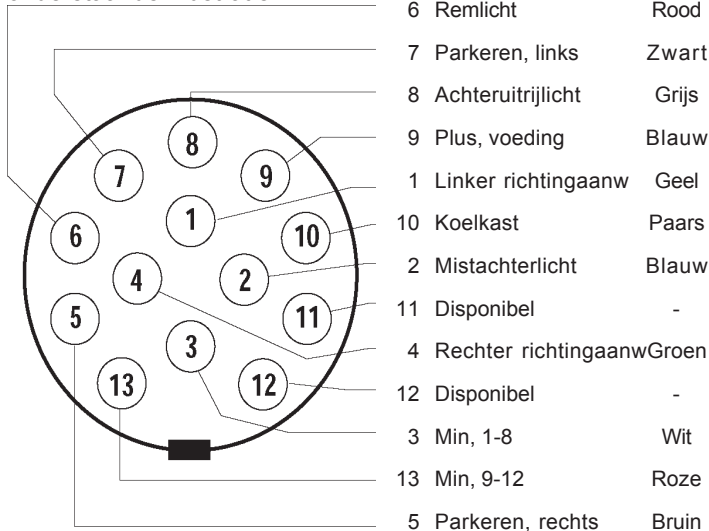 6 Remlicht Rood
7 Parkeren, links Zwart
8 Achteruitrijlicht Grijs
9 Plus, voeding Blauw
1 Linker richtingaanw Geel
10 Koelkast Paars
2 Mistachterlicht Blauw
11 Disponibel -
4 Rechter richtingaanwGroen
12 Disponibel -
3 Min, 1-8 Wit
13 Min, 9-12 Roze
5 Parkeren, rechts Bruin
8
7
9
1
6
10
4
2
5
11
3
13
12